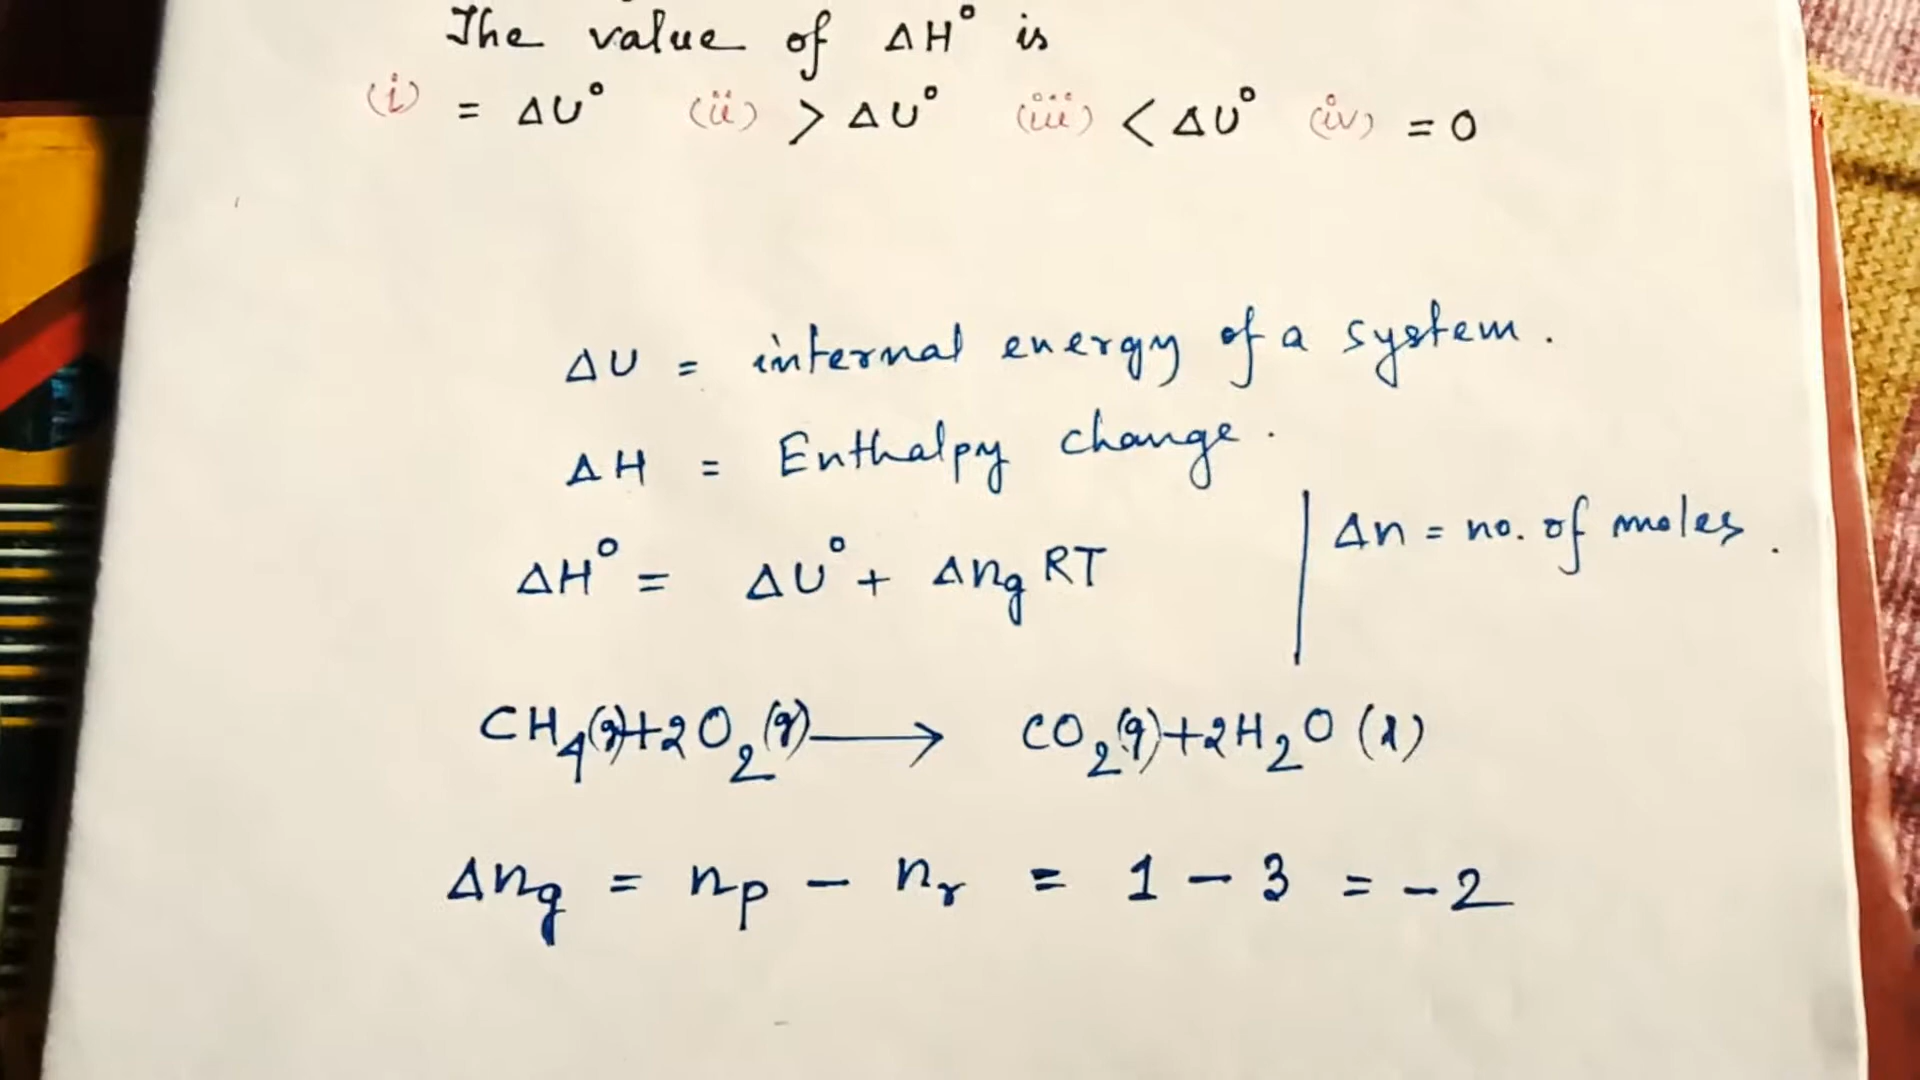 The value of ΔH° is
(i) = ΔU° (ii) > ΔU° (iii) < ΔU° (iv) = 0
ΔU = internal energy of a system.
ΔH = Enthalpy change.
ΔH° = ΔU° + Δng RT | Δn = no. of moles.
CH₄(g)+2O₂(g) ⟶ CO₂(g)+2H₂O (l)
Δng = np − nr = 1 − 3 = −2